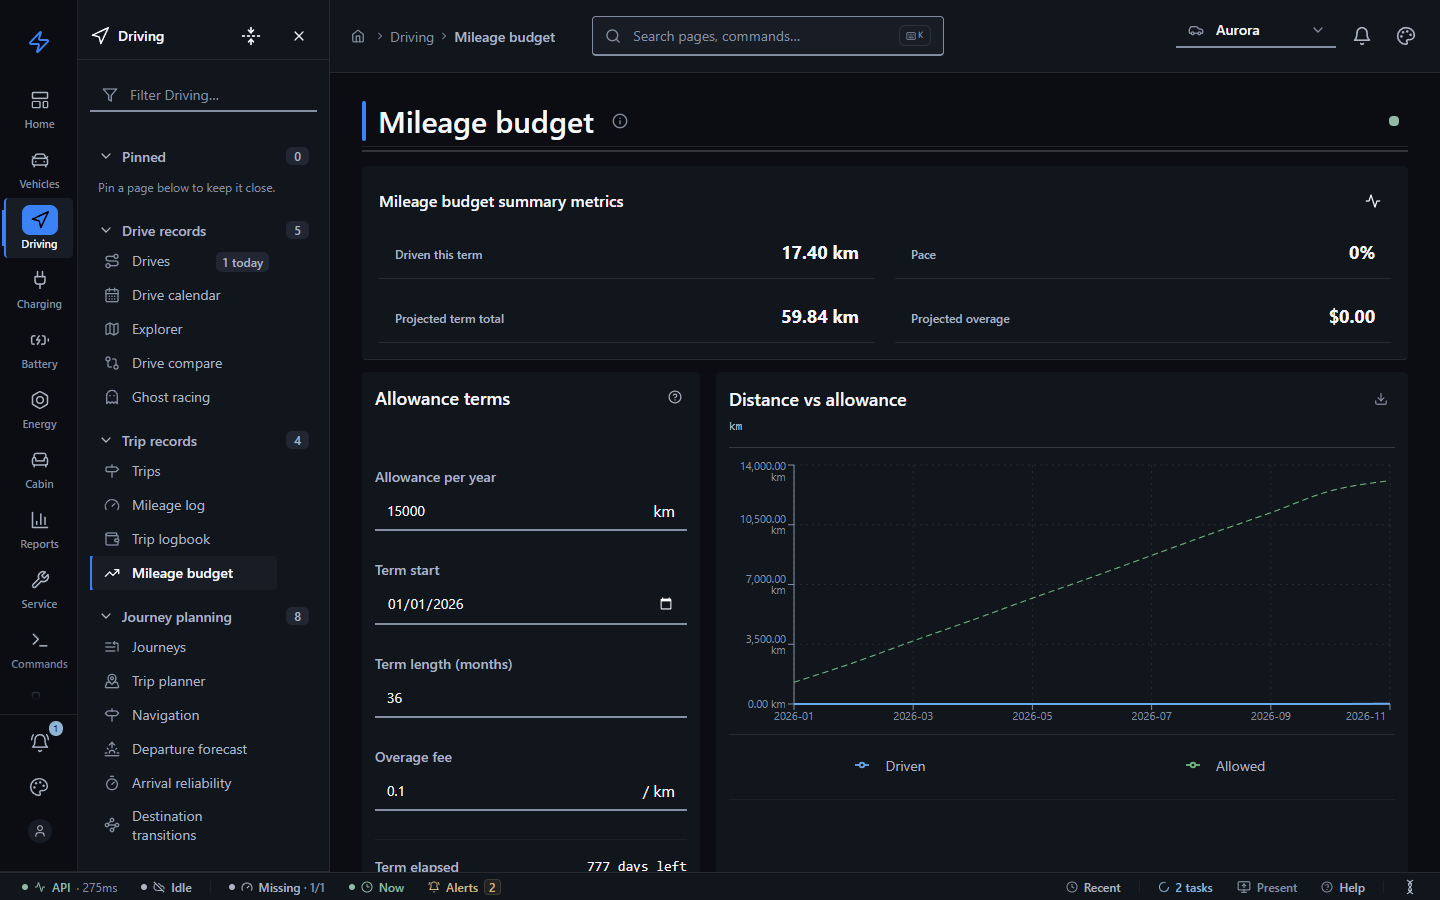 Driving
Driving
Mileage budget
Search pages, commands...
K
Aurora
Home
Vehicles
Driving
Charging
Battery
Energy
Cabin
Reports
Service
Commands
1
Filter Driving...
Pinned
0
Pin a page below to keep it close.
Drive records
5
Drives
1 today
Drive calendar
Explorer
Drive compare
Ghost racing
Trip records
4
Trips
Mileage log
Trip logbook
Mileage budget
Journey planning
8
Journeys
Trip planner
Navigation
Departure forecast
Arrival reliability
Destination
transitions
Mileage budget
Mileage budget summary metrics
Driven this term
17.40 km
Pace
0%
Projected term total
59.84 km
Projected overage
$0.00
Allowance terms
Allowance per year
15000
km
Term start
01/01/2026
Term length (months)
36
Overage fee
0.1
/ km
Term elapsed
777 days left
Distance vs allowance
km
14,000.00
km
10,500.00
km
7,000.00
km
3,500.00
km
0.00 km
2026-01
2026-03
2026-05
2026-07
2026-09
2026-11
Driven
Allowed
API · 275ms
Idle
Missing · 1/1
Now
Alerts 2
Recent
2 tasks
Present
Help